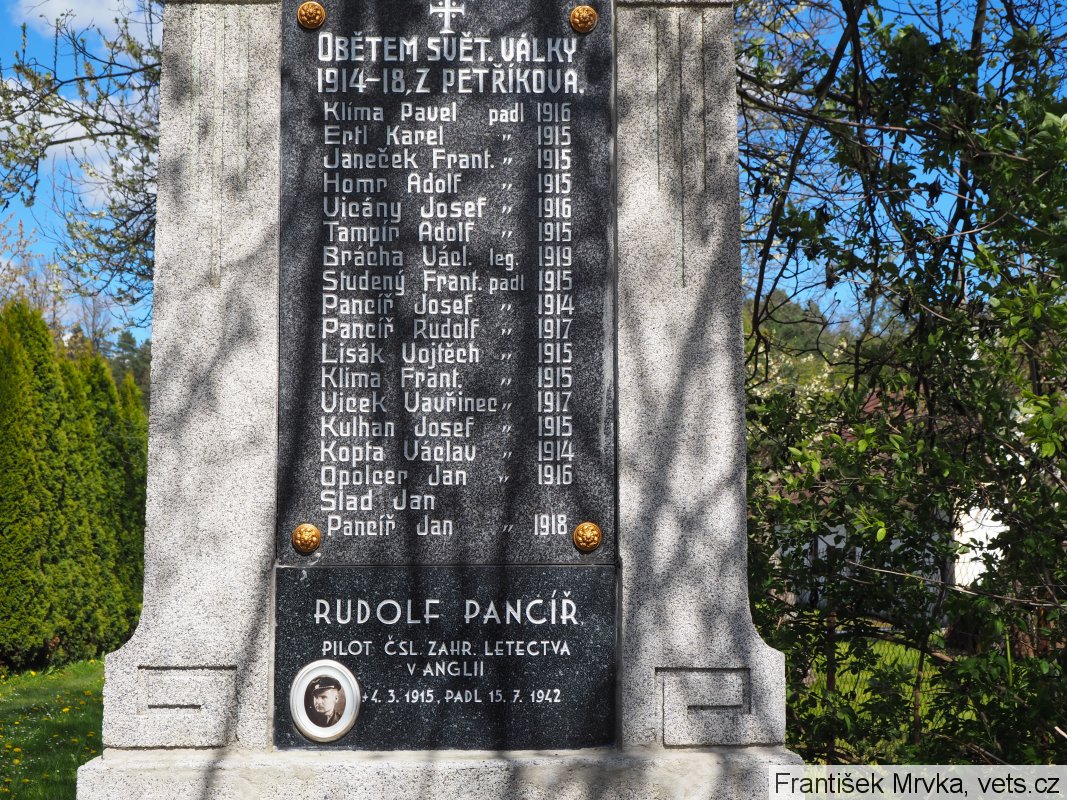 OBĚTEM SVĚT. VÁLKY
1914-18, Z PETŘÍKOVA.
Klíma Pavel padl 1916
Ertl Karel „ 1915
Janeček Frant. „ 1915
Homr Adolf „ 1915
Vicány Josef „ 1916
Tampír Adolf „ 1915
Brácha Václ. leg. 1919
Studený Frant. padl 1915
Pancíř Josef „ 1914
Pancíř Rudolf „ 1917
Lisák Vojtěch „ 1915
Klíma Frant. „ 1915
Vicek Vavřinec „ 1917
Kulhan Josef „ 1915
Kopta Václav „ 1914
Opolcer Jan „ 1916
Slad Jan
Pancíř Jan „ 1918
RUDOLF PANCÍŘ
PILOT ČSL. ZAHR. LETECTVA
V ANGLII
*4. 3. 1915, PADL 15. 7. 1942
František Mrvka, vets.cz